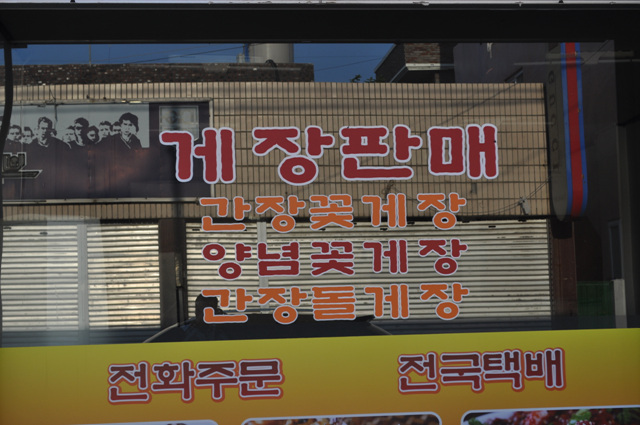 게장판매
간장꽃게장
양념꽃게장
간장돌게장
전화주문 전국택배